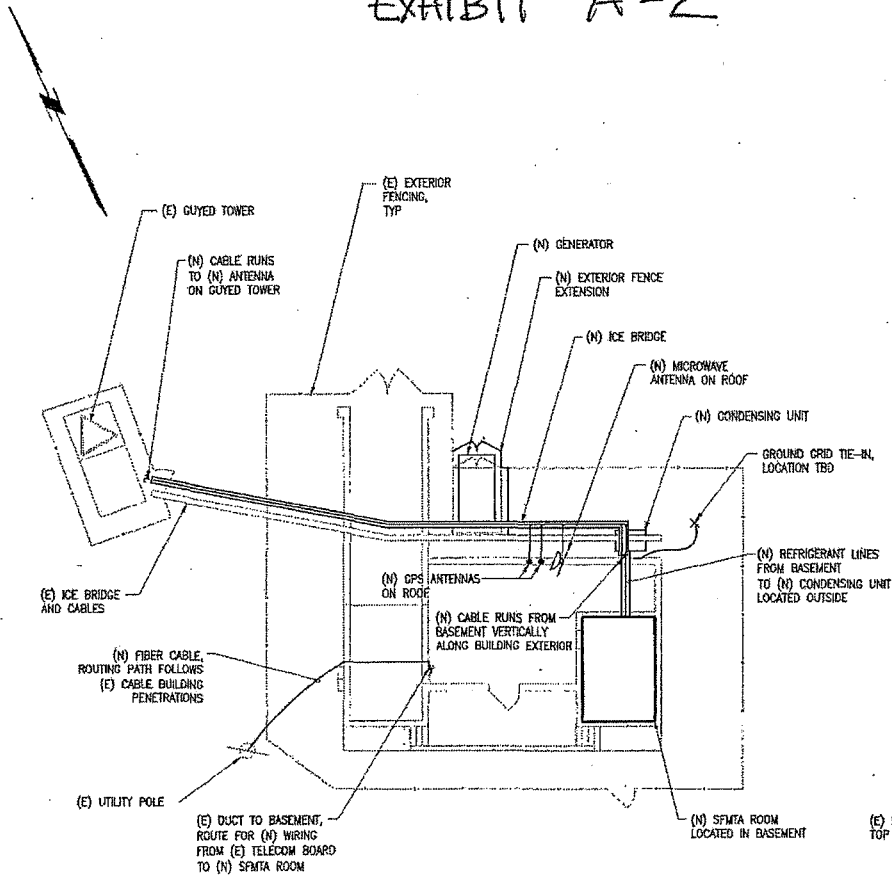 EXHIBIT A-2
(E) EXTERIOR
FENCING,
TYP
(E) GUYED TOWER
(N) GENERATOR
(N) CABLE RUNS
TO (N) ANTENNA
ON GUYED TOWER
(N) EXTERIOR FENCE
EXTENSION
(N) ICE BRIDGE
(N) MICROWAVE
ANTENNA ON ROOF
(N) CONDENSING UNIT
GROUND GRID TIE-IN,
LOCATION TBD
(N) GPS ANTENNAS
ON ROOF
(N) REFRIGERANT LINES
FROM BASEMENT
TO (N) CONDENSING UNIT
LOCATED OUTSIDE
(E) ICE BRIDGE
AND CABLES
(N) CABLE RUNS FROM
BASEMENT VERTICALLY
ALONG BUILDING EXTERIOR
(N) FIBER CABLE,
ROUTING PATH FOLLOWS
(E) CABLE BUILDING
PENETRATIONS
(E) UTILITY POLE
(E) DUCT TO BASEMENT,
ROUTE FOR (N) WIRING
FROM (E) TELECOM BOARD
TO (N) SFMTA ROOM
(N) SFMTA ROOM
LOCATED IN BASEMENT
(E)
TOP